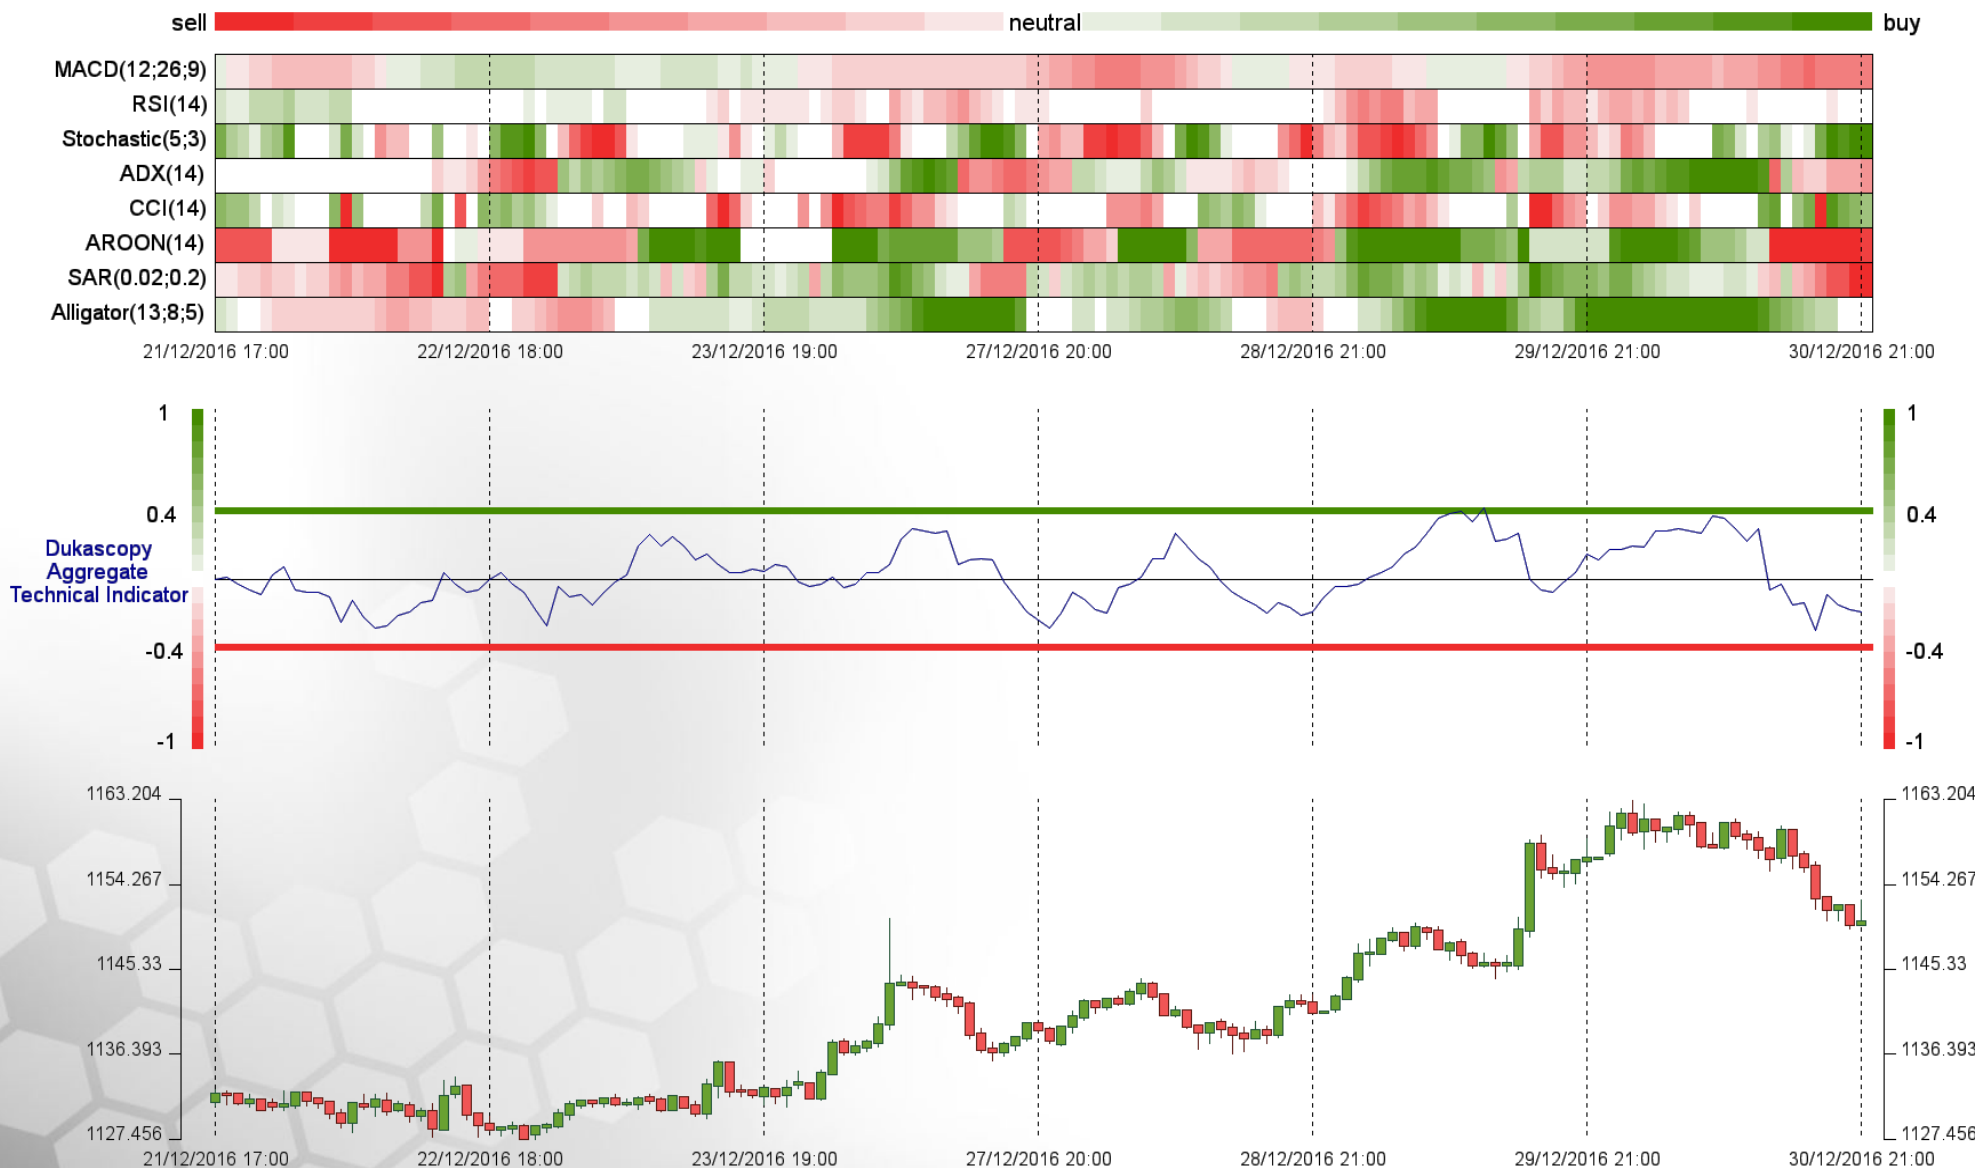 sell neutral buy
MACD(12;26;9)
RSI(14)
Stochastic(5;3)
ADX(14)
CCI(14)
AROON(14)
SAR(0.02;0.2)
Alligator(13;8;5)
21/12/2016 17:00 22/12/2016 18:00 23/12/2016 19:00 27/12/2016 20:00 28/12/2016 21:00 29/12/2016 21:00 30/12/2016 21:00
1 1
0.4 0.4
Dukascopy
Aggregate
Technical Indicator
-0.4 -0.4
-1 -1
1163.204 1163.204
1154.267 1154.267
1145.33 1145.33
1136.393 1136.393
1127.456 1127.456
21/12/2016 17:00 22/12/2016 18:00 23/12/2016 19:00 27/12/2016 20:00 28/12/2016 21:00 29/12/2016 21:00 30/12/2016 21:00